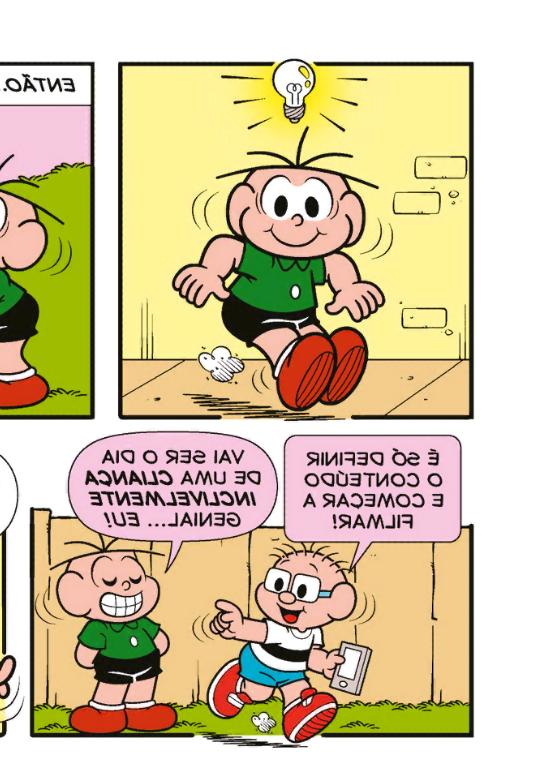 ENTÃO.
É SÓ DEFINIR
O CONTEÚDO
E COMEÇAR A
FILMAR!
VAI SER O DIA
DE UMA CLIANÇA
INCLIVELMENTE
GENIAL... EU!